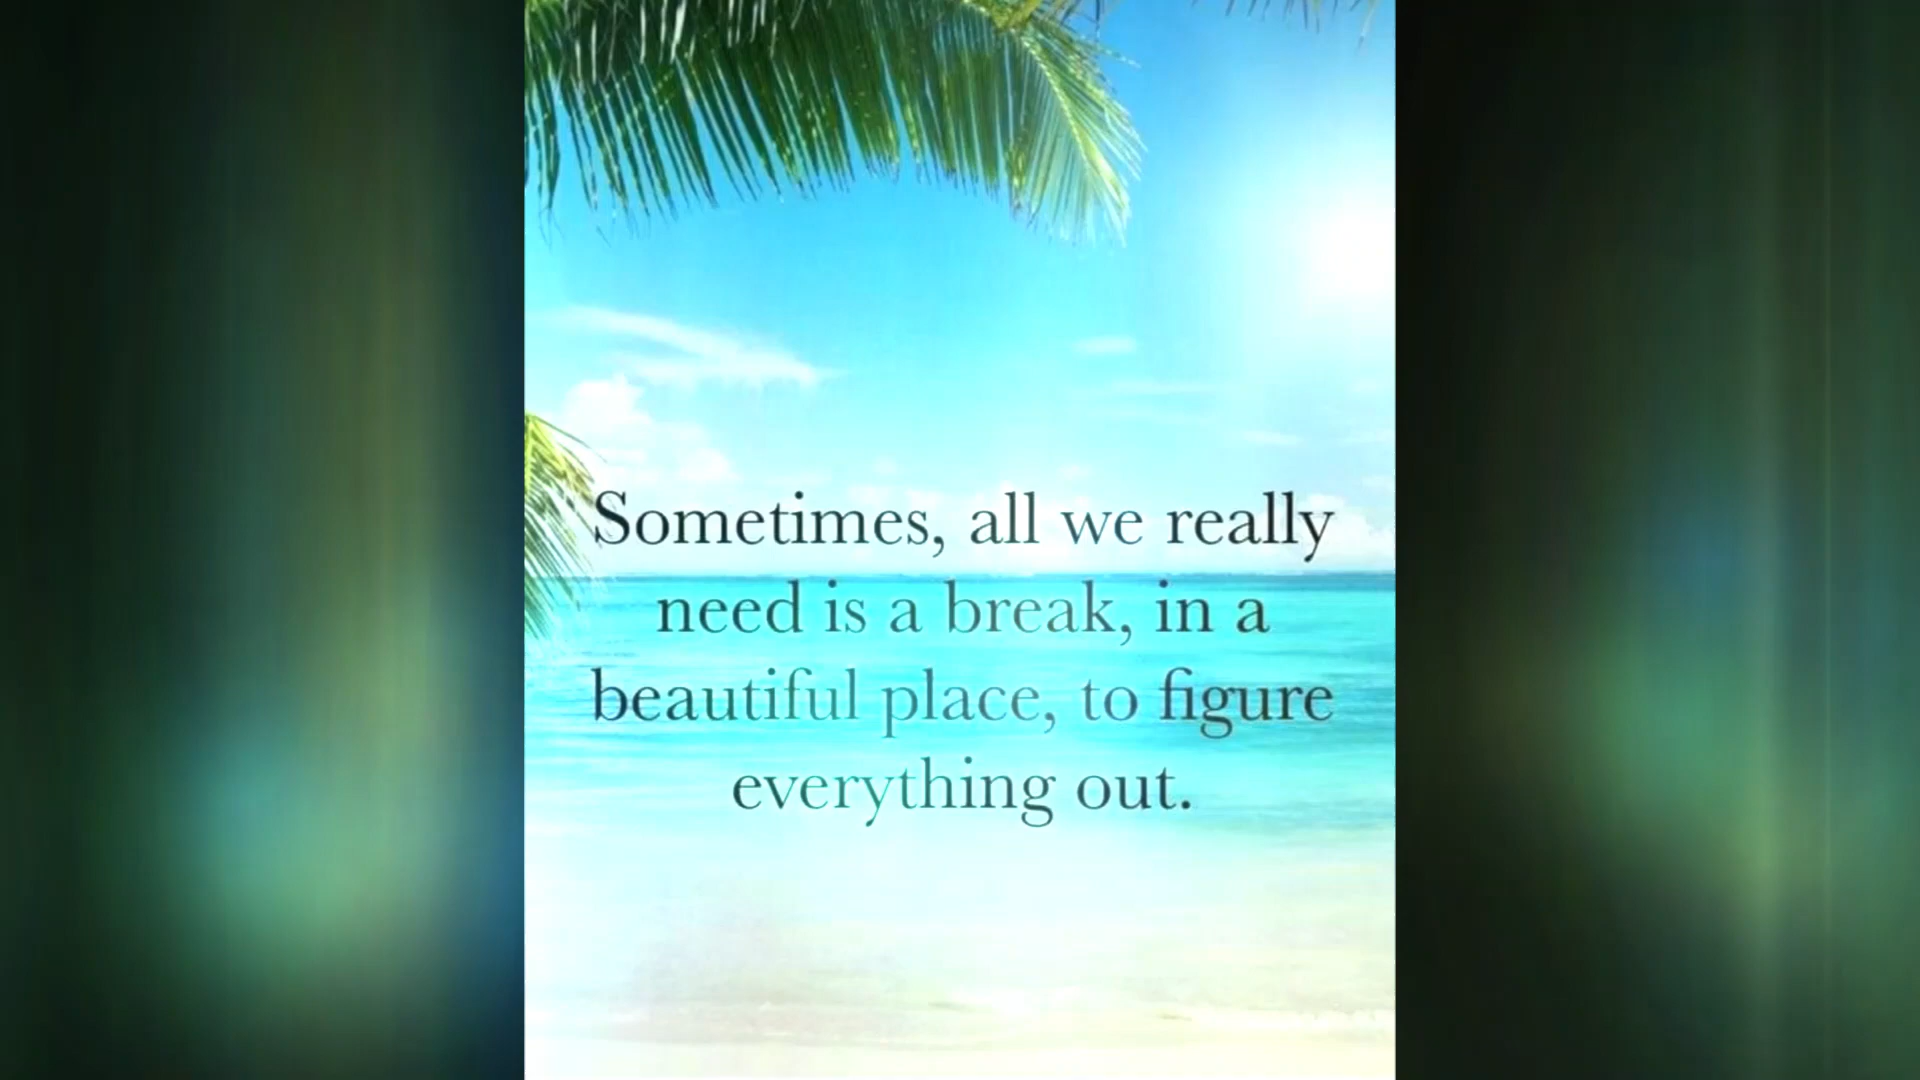 Sometimes, all we really
need is a break, in a
beautiful place, to figure
everything out.